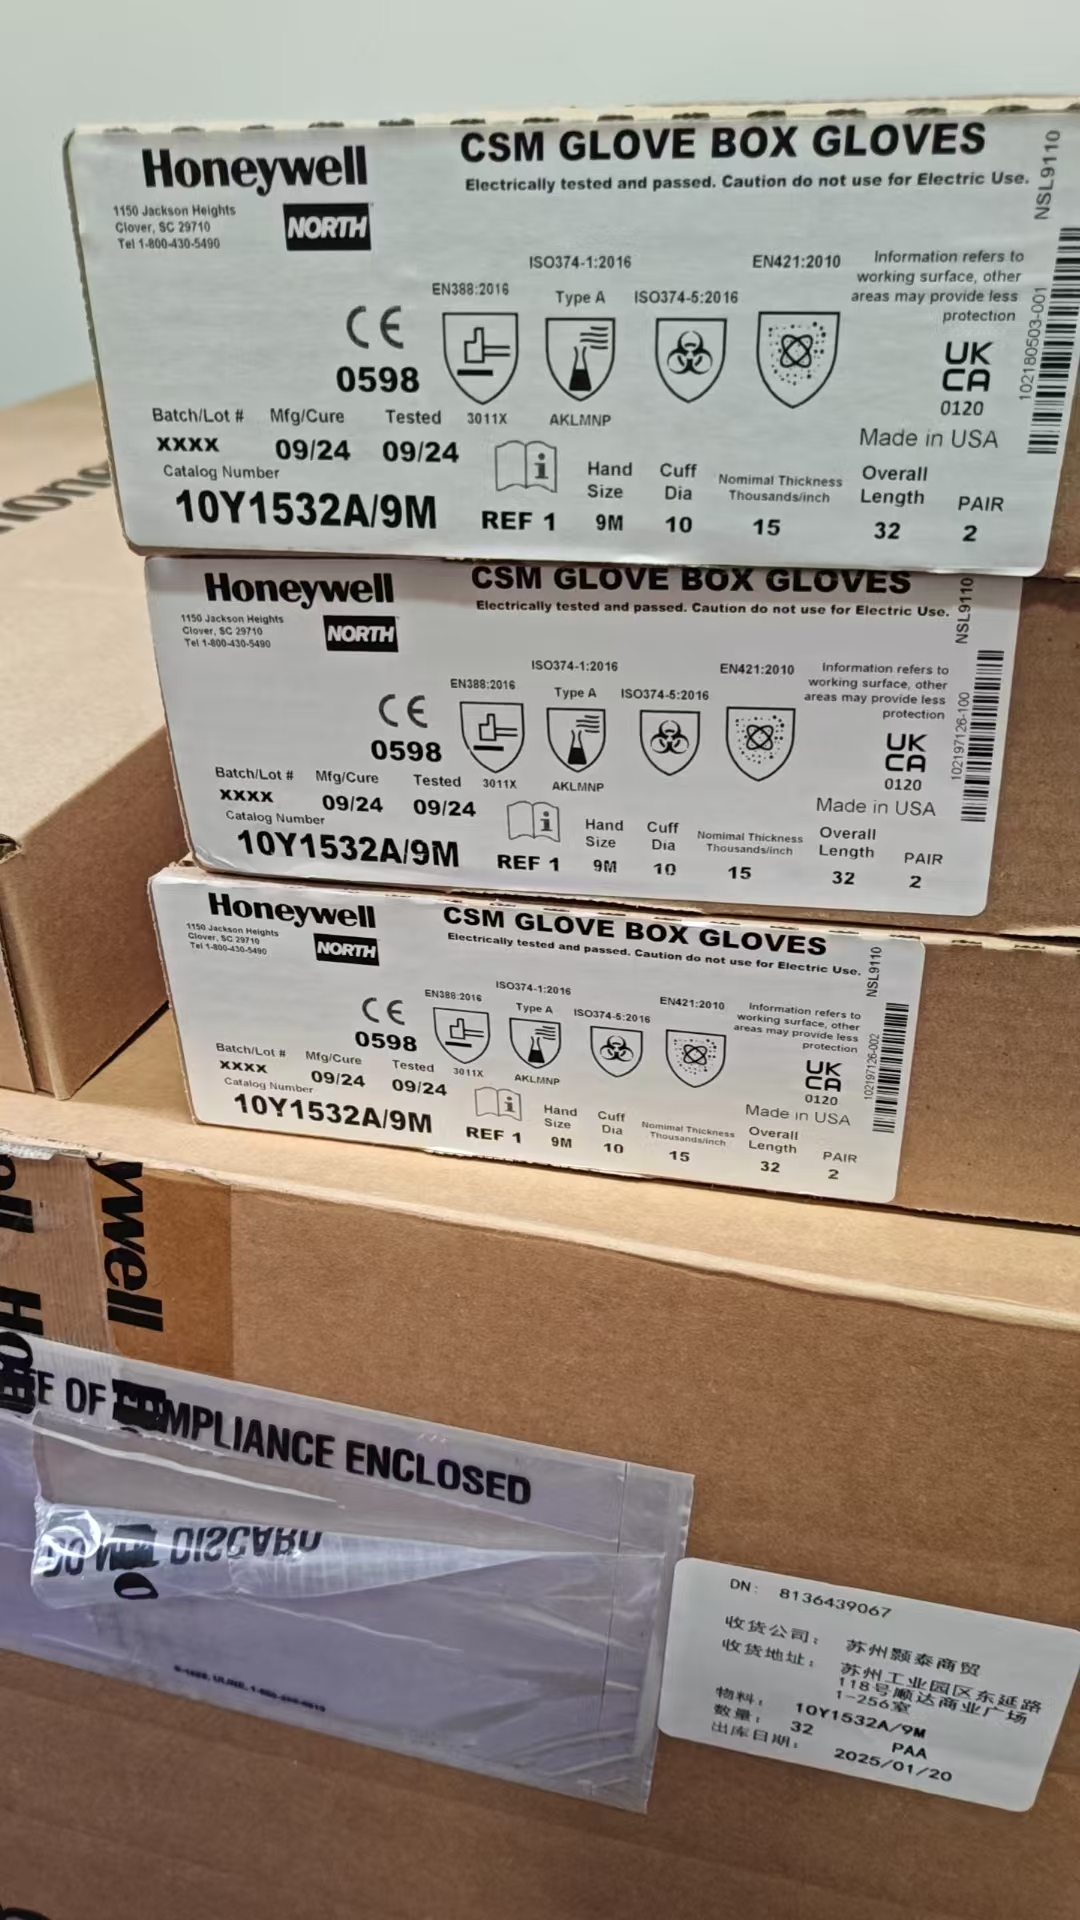 Honeywell
NORTH
1150 Jackson Heights
Clover, SC 29710
Tel 1-800-430-5490
CSM GLOVE BOX GLOVES
Electrically tested and passed. Caution do not use for Electric Use.
NSL9110
102180503-001
CE
0598
EN388:2016
3011X
ISO374-1:2016
Type A
AKLMNP
ISO374-5:2016
EN421:2010
Information refers to
working surface, other
areas may provide less
protection
UK
CA
0120
Made in USA
Batch/Lot # Mfg/Cure Tested
XXXX 09/24 09/24
Catalog Number
10Y1532A/9M
i
REF 1
Hand Size 9M
Cuff Dia 10
Nomimal Thickness
Thousands/inch
15
Overall Length 32
PAIR 2
Honeywell
NORTH
1150 Jackson Heights
Clover, SC 29710
Tel 1-800-430-5490
CSM GLOVE BOX GLOVES
Electrically tested and passed. Caution do not use for Electric Use.
NSL9110
102197126-100
CE
0598
EN388:2016
3011X
ISO374-1:2016
Type A
AKLMNP
ISO374-5:2016
EN421:2010
Information refers to
working surface, other
areas may provide less
protection
UK
CA
0120
Made in USA
Batch/Lot # Mfg/Cure Tested
XXXX 09/24 09/24
Catalog Number
10Y1532A/9M
i
REF 1
Hand Size 9M
Cuff Dia 10
Nomimal Thickness
Thousands/inch
15
Overall Length 32
PAIR 2
Honeywell
NORTH
1150 Jackson Heights
Clover, SC 29710
Tel 1-800-430-5490
CSM GLOVE BOX GLOVES
Electrically tested and passed. Caution do not use for Electric Use.
NSL9110
102197126-002
CE
0598
EN388:2016
3011X
ISO374-1:2016
Type A
AKLMNP
ISO374-5:2016
EN421:2010
Information refers to
working surface, other
areas may provide less
protection
UK
CA
0120
Made in USA
Batch/Lot # Mfg/Cure Tested
XXXX 09/24 09/24
Catalog Number
10Y1532A/9M
i
REF 1
Hand Size 9M
Cuff Dia 10
Nomimal Thickness
Thousands/inch
15
Overall Length 32
PAIR 2
ywell
OF COMPLIANCE ENCLOSED
DO NOT DISCARD
DN: 8136439067
收货公司: 苏州颢泰商贸
收货地址: 苏州工业园区东延路
118号顺达商业广场
1-256室
物料: 10Y1532A/9M
数量: 32 PAA
出库日期: 2025/01/20